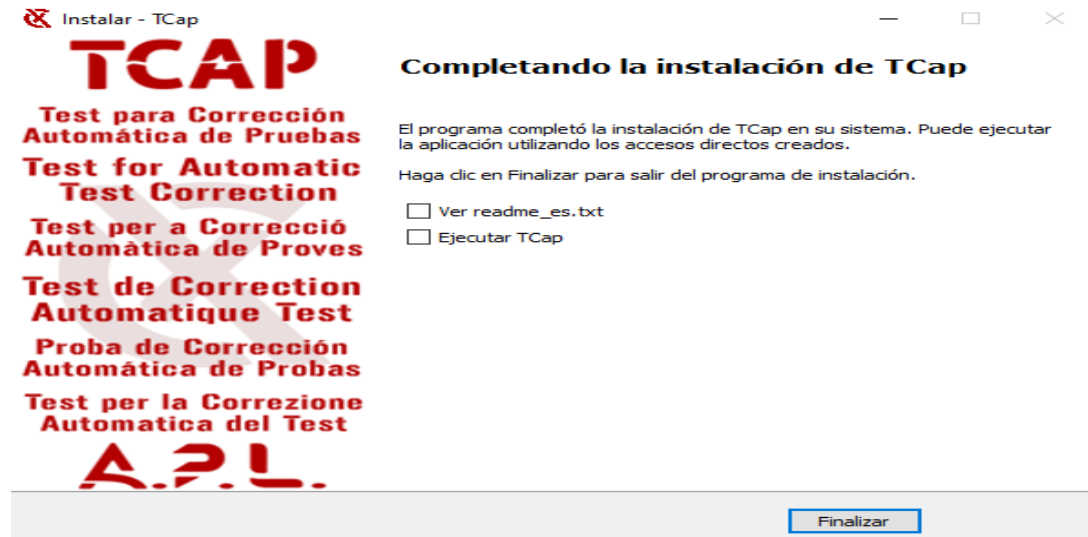 Instalar - TCap
TCAP
Test para Corrección
Automática de Pruebas
Test for Automatic
Test Correction
Test per a Correcció
Automàtica de Proves
Test de Correction
Automatique Test
Proba de Corrección
Automática de Probas
Test per la Correzione
Automatica del Test
A.P.L.
Completando la instalación de TCap
El programa completó la instalación de TCap en su sistema. Puede ejecutar
la aplicación utilizando los accesos directos creados.
Haga clic en Finalizar para salir del programa de instalación.
Ver readme_es.txt
Ejecutar TCap
Finalizar